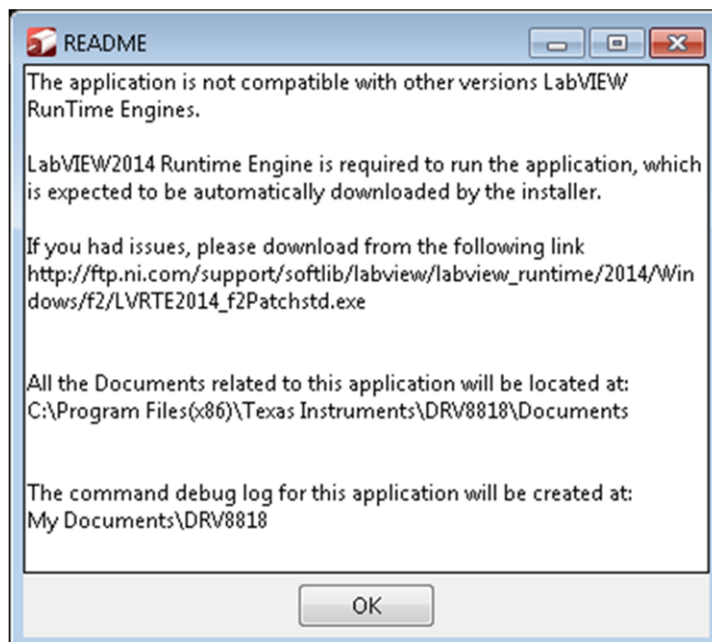 README
The application is not compatible with other versions LabVIEW
RunTime Engines.
LabVIEW2014 Runtime Engine is required to run the application, which
is expected to be automatically downloaded by the installer.
If you had issues, please download from the following link
http://ftp.ni.com/support/softlib/labview/labview_runtime/2014/Win
dows/f2/LVRTE2014_f2Patchstd.exe
All the Documents related to this application will be located at:
C:\Program Files(x86)\Texas Instruments\DRV8818\Documents
The command debug log for this application will be created at:
My Documents\DRV8818
OK